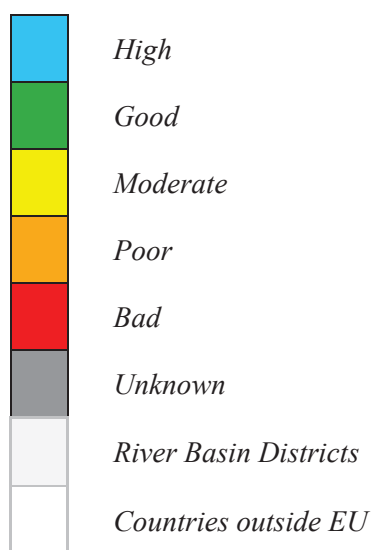 High
Good
Moderate
Poor
Bad
Unknown
River Basin Districts
Countries outside EU